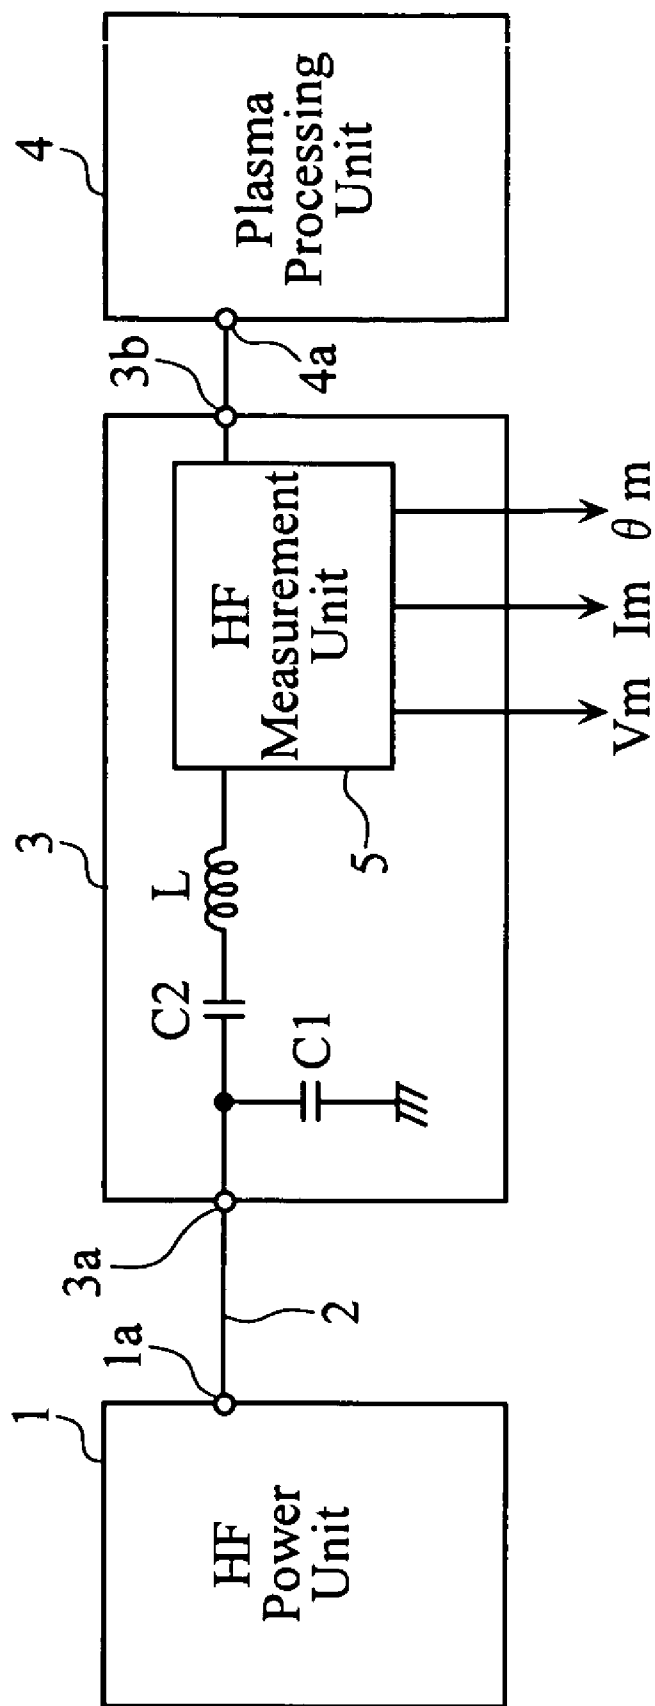 1
HF
Power
Unit
1a
2
3a
3
C1
C2
L
HF
Measurement
Unit
5
Vm
Im
θm
3b
4a
4
Plasma
Processing
Unit